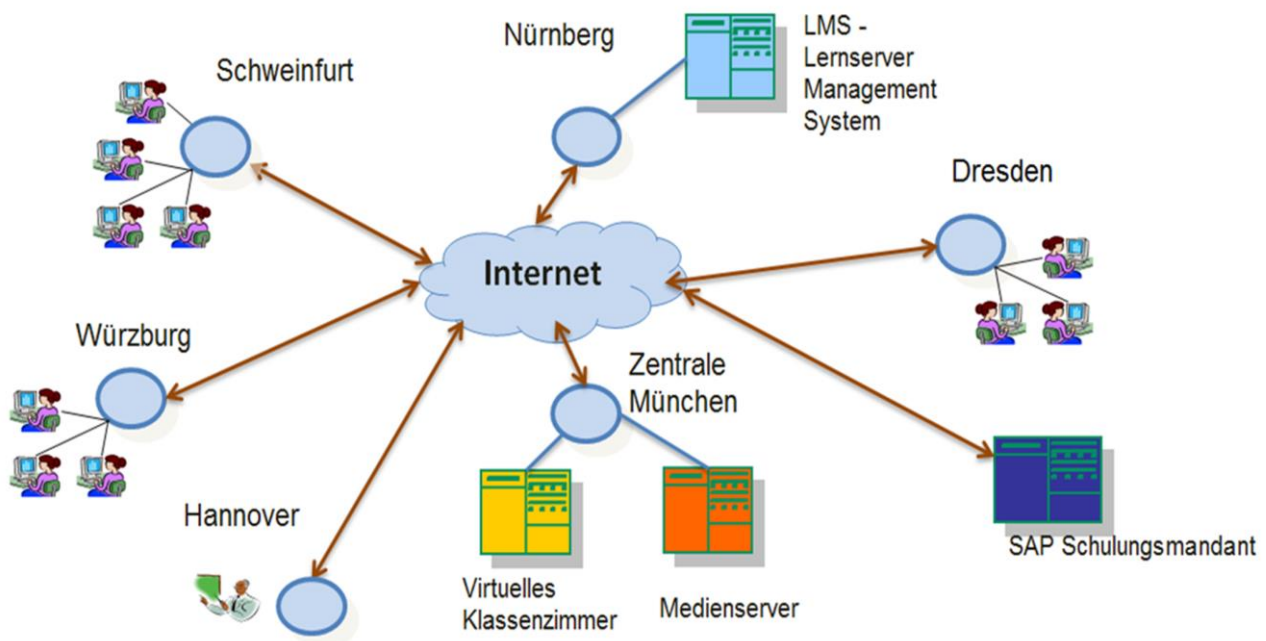 Nürnberg
LMS -
Lernserver
Management
System
Schweinfurt
Dresden
Internet
Würzburg
Zentrale
München
Hannover
SAP Schulungsmandant
Virtuelles
Klassenzimmer
Medienserver